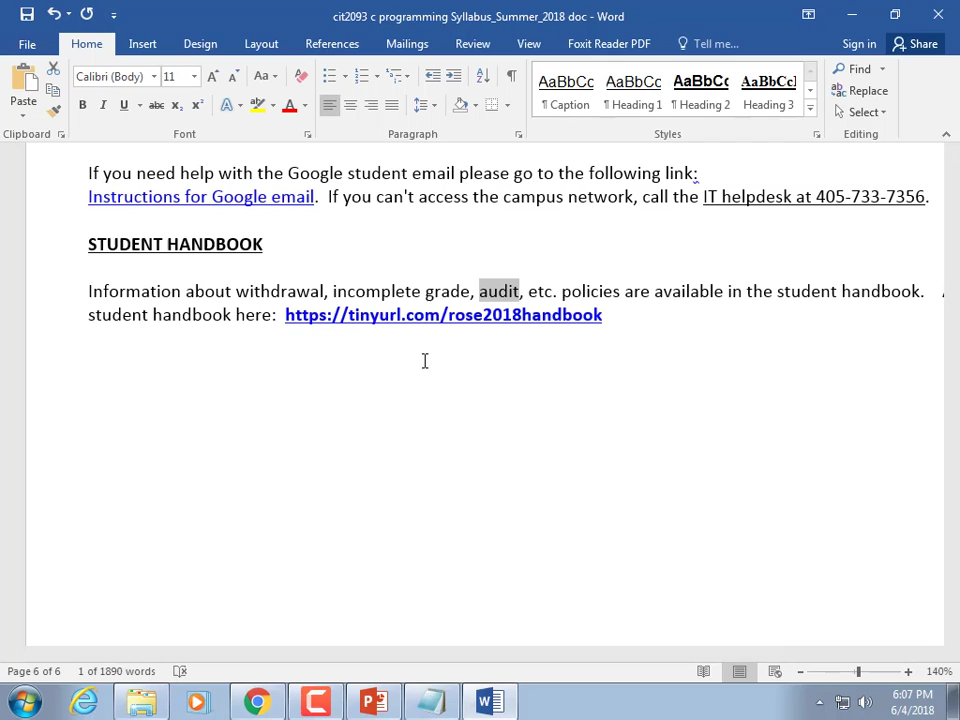 cit2093 c programming Syllabus_Summer_2018 doc - Word
File Home Insert Design Layout References Mailings Review View Foxit Reader PDF Tell me... Sign in Share
Calibri (Body) 11 Aa
AaBbCc AaBbCc AaBbCc AaBbCc
¶ Caption ¶ Heading 1 ¶ Heading 2 Heading 3
Paste
B I U abc x₂ x² A A
Find
Replace
Select
Clipboard Font Paragraph Styles Editing
If you need help with the Google student email please go to the following link:
Instructions for Google email. If you can't access the campus network, call the IT helpdesk at 405-733-7356.
STUDENT HANDBOOK
Information about withdrawal, incomplete grade, audit, etc. policies are available in the student handbook.
student handbook here: https://tinyurl.com/rose2018handbook
Page 6 of 6 1 of 1890 words 140%
6:07 PM
6/4/2018